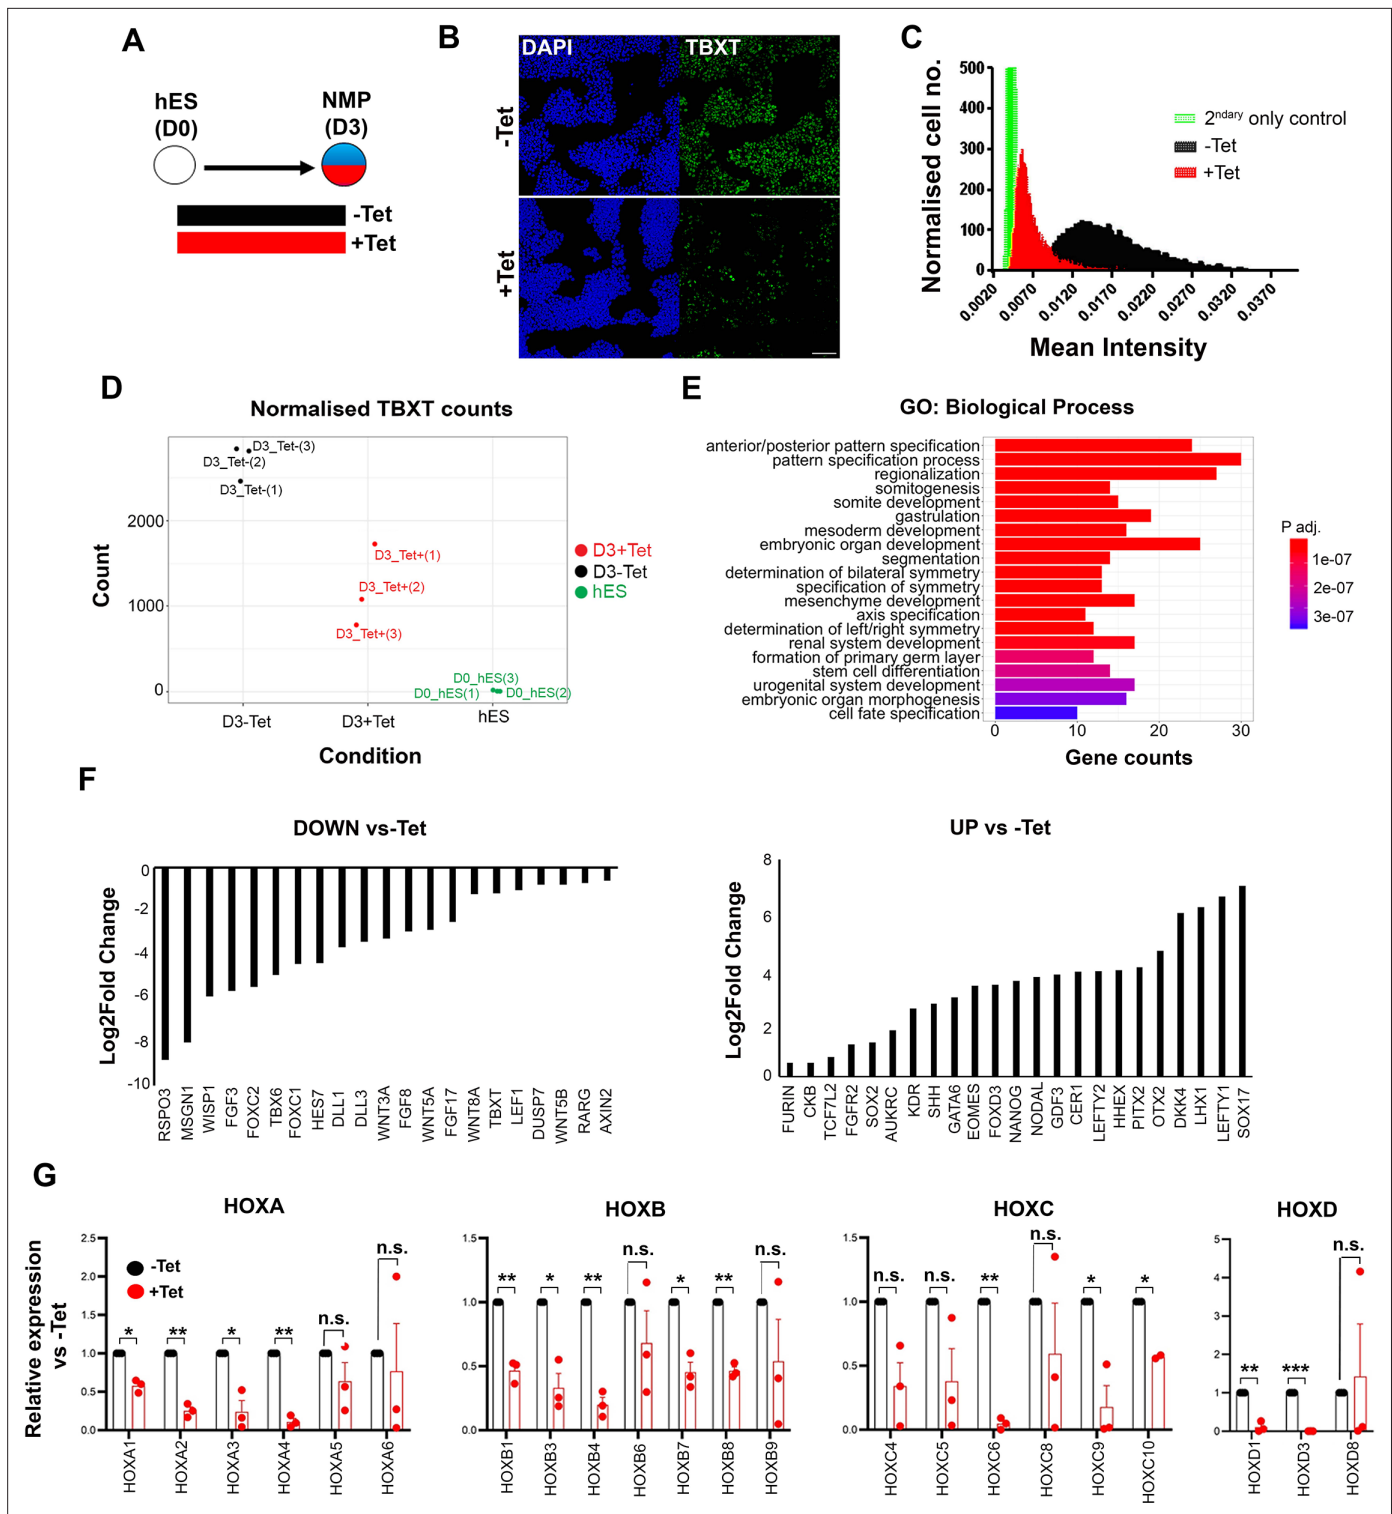 A
hES
(D0)
NMP
(D3)
-Tet
+Tet
B
DAPI
TBXT
-Tet
+Tet
C
Normalised cell no.
500
400
300
200
100
0
0.0020
0.0070
0.0120
0.0170
0.0220
0.0270
0.0320
0.0370
Mean Intensity
2ndary only control
-Tet
+Tet
D
Normalised TBXT counts
Count
2000
1000
0
D3_Tet-(3)
D3_Tet-(2)
D3_Tet-(1)
D3_Tet+(1)
D3_Tet+(2)
D3_Tet+(3)
D0_hES(3)
D0_hES(1)
D0_hES(2)
D3-Tet
D3+Tet
hES
Condition
D3+Tet
D3-Tet
hES
E
GO: Biological Process
anterior/posterior pattern specification
pattern specification process
regionalization
somitogenesis
somite development
gastrulation
mesoderm development
embryonic organ development
segmentation
determination of bilateral symmetry
specification of symmetry
mesenchyme development
axis specification
determination of left/right symmetry
renal system development
formation of primary germ layer
stem cell differentiation
urogenital system development
embryonic organ morphogenesis
cell fate specification
0
10
20
30
Gene counts
P adj.
1e-07
2e-07
3e-07
F
DOWN vs-Tet
Log2Fold Change
0
-2
-4
-6
-8
-10
RSPO3
MSGN1
WISP1
FGF3
FOXC2
TBX6
FOXC1
HES7
DLL1
DLL3
WNT3A
FGF8
WNT5A
FGF17
WNT8A
TBXT
LEF1
DUSP7
WNT5B
RARG
AXIN2
UP vs -Tet
Log2Fold Change
8
6
4
2
0
FURIN
CKB
TCF7L2
FGFR2
SOX2
AUKRC
KDR
SHH
GATA6
EOMES
FOXD3
NANOG
NODAL
GDF3
CER1
LEFTY2
HHEX
PITX2
OTX2
DKK4
LHX1
LEFTY1
SOX17
G
Relative expression
vs -Tet
HOXA
2.5
2.0
1.5
1.0
0.5
0.0
-Tet
+Tet
*
**
*
**
n.s.
n.s.
HOXA1
HOXA2
HOXA3
HOXA4
HOXA5
HOXA6
HOXB
1.5
1.0
0.5
0.0
**
*
**
n.s.
*
**
n.s.
HOXB1
HOXB3
HOXB4
HOXB6
HOXB7
HOXB8
HOXB9
HOXC
1.5
1.0
0.5
0.0
n.s.
n.s.
**
n.s.
*
*
HOXC4
HOXC5
HOXC6
HOXC8
HOXC9
HOXC10
HOXD
5
4
3
2
1
0
**
***
n.s.
HOXD1
HOXD3
HOXD8